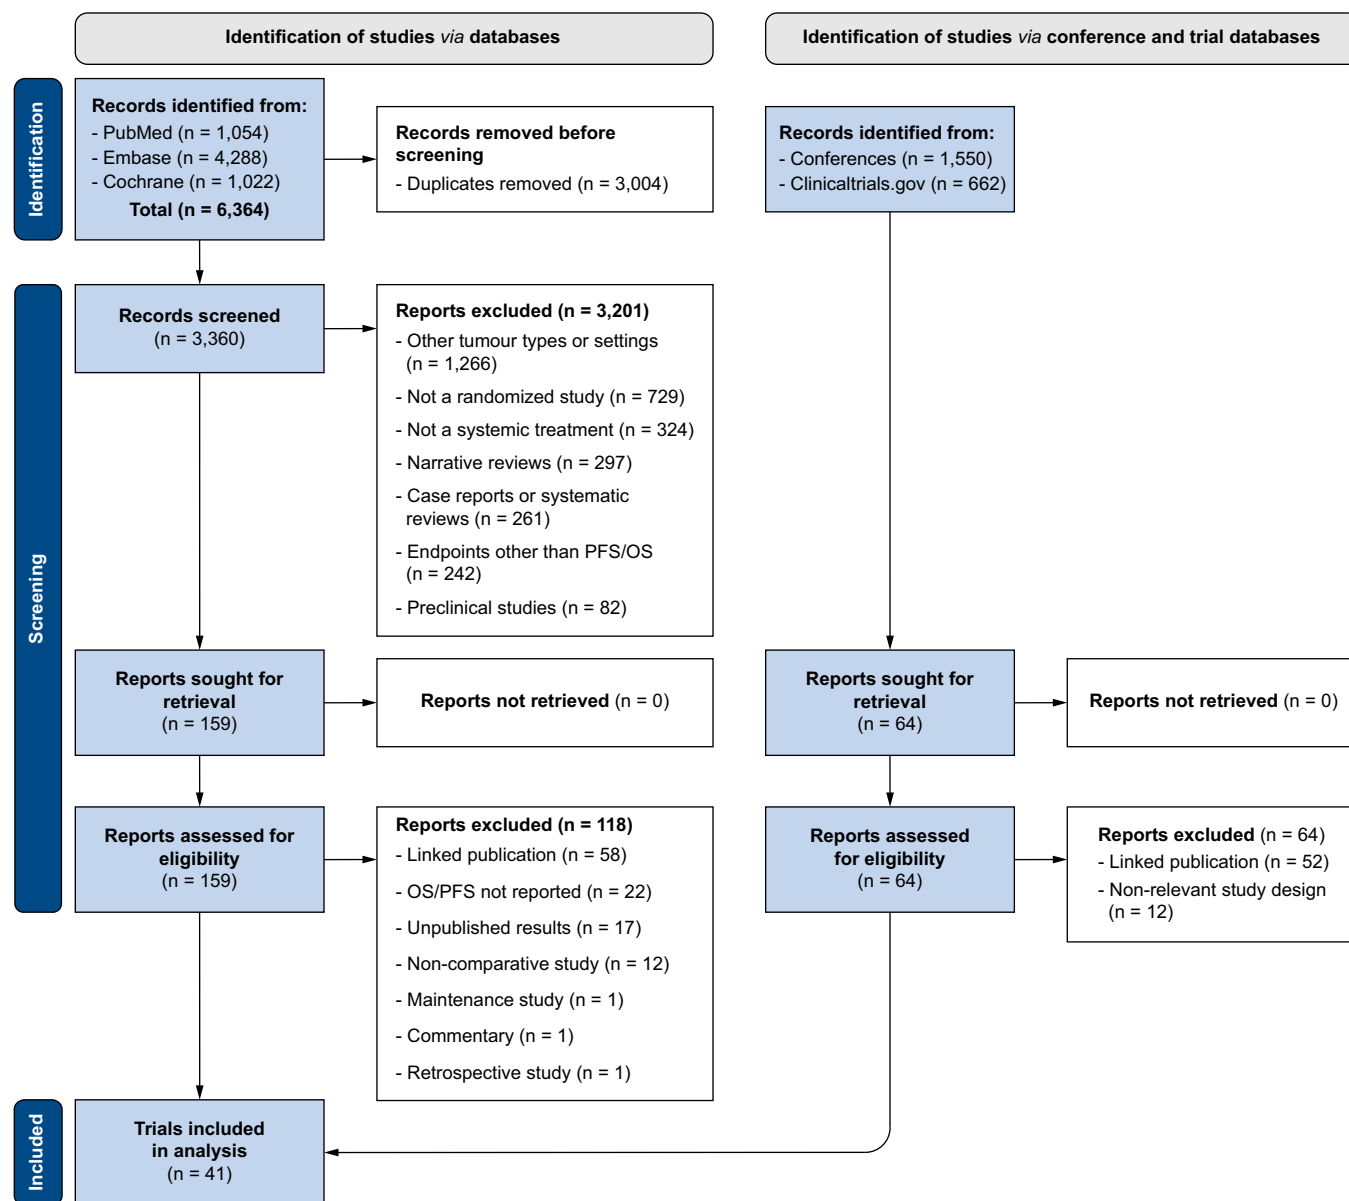 Identification of studies via databases
Identification of studies via conference and trial databases
Identification
Records identified from:
- PubMed (n = 1,054)
- Embase (n = 4,288)
- Cochrane (n = 1,022)
Total (n = 6,364)
Records removed before
screening
- Duplicates removed (n = 3,004)
Records identified from:
- Conferences (n = 1,550)
- Clinicaltrials.gov (n = 662)
Screening
Records screened
(n = 3,360)
Reports excluded (n = 3,201)
- Other tumour types or settings
(n = 1,266)
- Not a randomized study (n = 729)
- Not a systemic treatment (n = 324)
- Narrative reviews (n = 297)
- Case reports or systematic
reviews (n = 261)
- Endpoints other than PFS/OS
(n = 242)
- Preclinical studies (n = 82)
Reports sought for
retrieval
(n = 159)
Reports not retrieved (n = 0)
Reports sought for
retrieval
(n = 64)
Reports not retrieved (n = 0)
Reports assessed for
eligibility
(n = 159)
Reports excluded (n = 118)
- Linked publication (n = 58)
- OS/PFS not reported (n = 22)
- Unpublished results (n = 17)
- Non-comparative study (n = 12)
- Maintenance study (n = 1)
- Commentary (n = 1)
- Retrospective study (n = 1)
Reports assessed
for eligibility
(n = 64)
Reports excluded (n = 64)
- Linked publication (n = 52)
- Non-relevant study design
(n = 12)
Included
Trials included
in analysis
(n = 41)